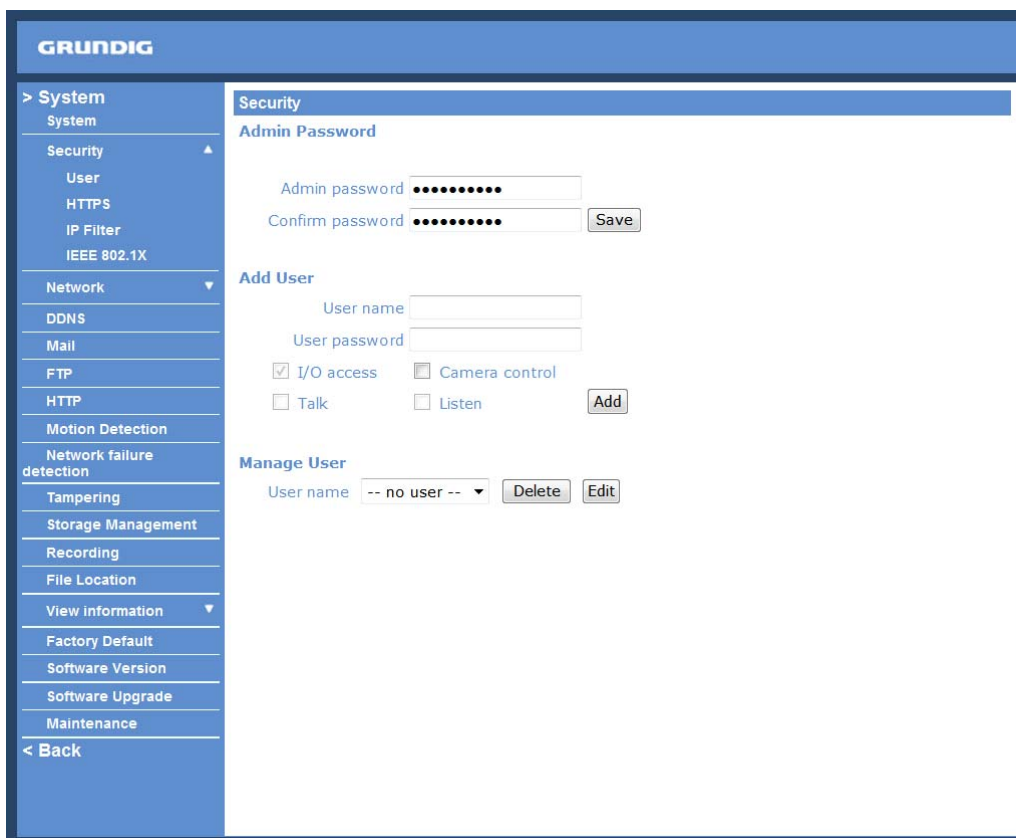 GRUNDIG
> System
System
Security
User
HTTPS
IP Filter
IEEE 802.1X
Network
DDNS
Mail
FTP
HTTP
Motion Detection
Network failure
detection
Tampering
Storage Management
Recording
File Location
View information
Factory Default
Software Version
Software Upgrade
Maintenance
< Back
Security
Admin Password
Admin password ●●●●●●●●●●
Confirm password ●●●●●●●●●● Save
Add User
User name
User password
I/O access Camera control
Talk Listen Add
Manage User
User name -- no user -- Delete Edit